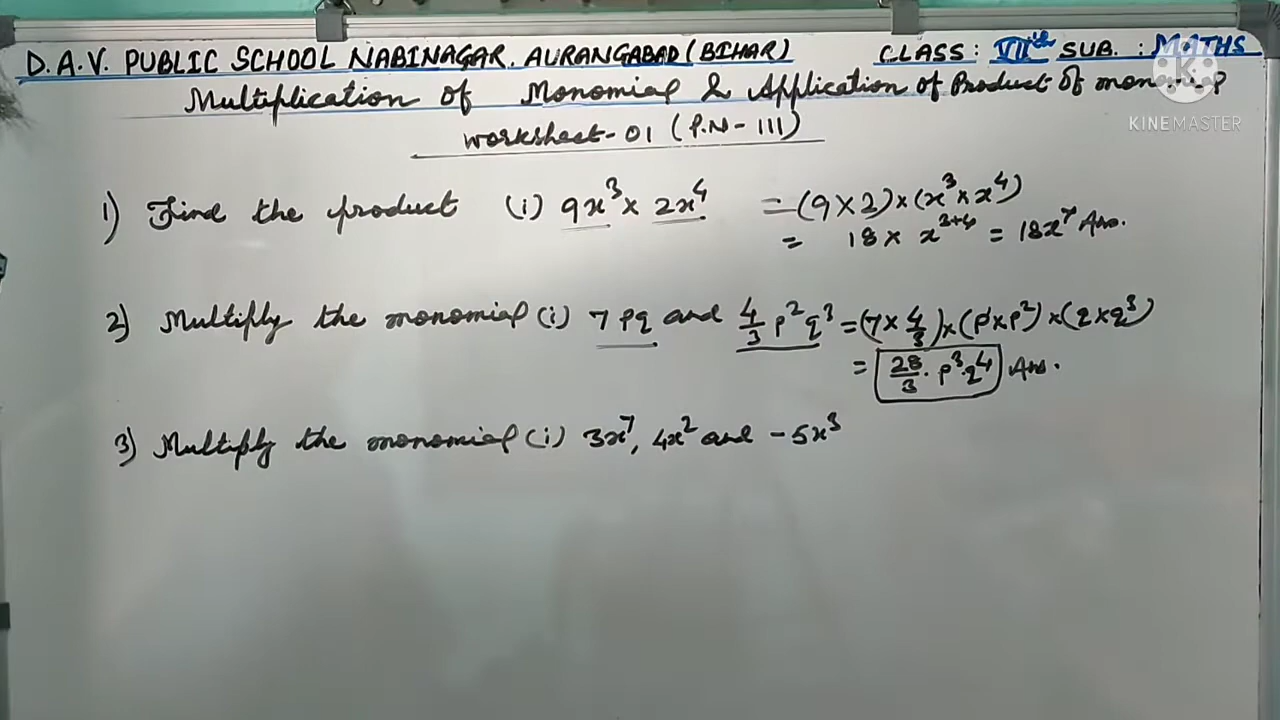 D.A.V. PUBLIC SCHOOL NABINAGAR, AURANGABAD (BIHAR) CLASS: VIIth SUB. : MATHS
Multiplication of Monomial & Application of Product of
KINEMASTER
worksheet-01 (P.N-111)
1) Find the product (i) 9x³ × 2x⁴ = (9×2)×(x³×x⁴)
= 18 × x³⁺⁴ = 18x⁷ Ans.
2) Multiply the monomial (i) 7pq and 4/3 p²q³ = (7×4/3)×(p×p²)×(q×q³)
= 28/3 · p³·q⁴ Ans.
3) Multiply the monomial (i) 3x⁷, 4x² and -5x³